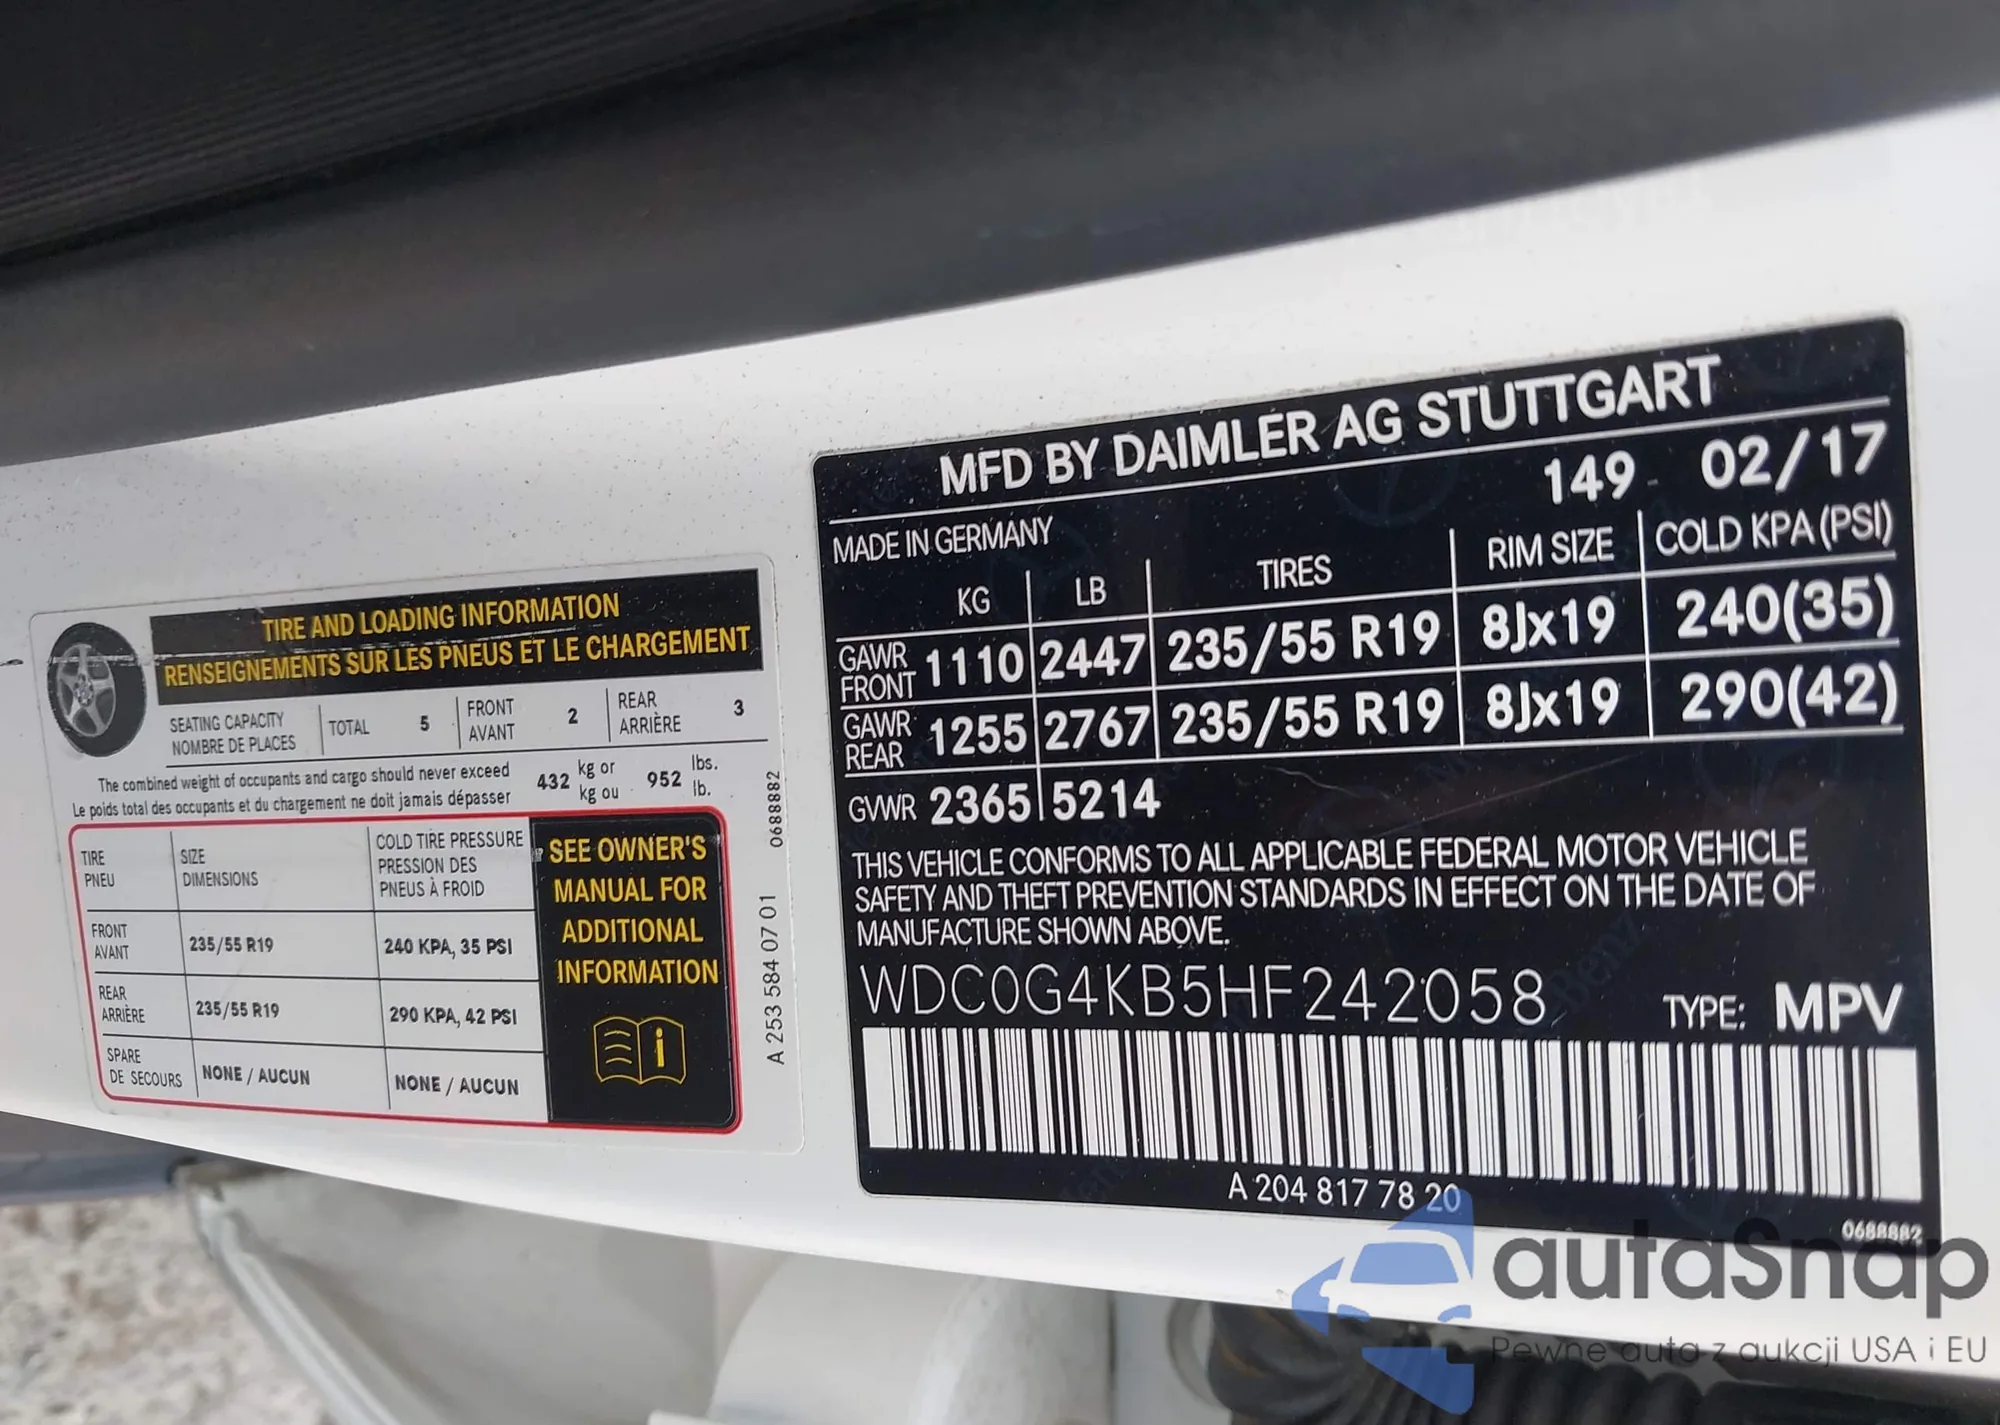 TIRE AND LOADING INFORMATION
RENSEIGNEMENTS SUR LES PNEUS ET LE CHARGEMENT
SEATING CAPACITY
NOMBRE DE PLACES
TOTAL 5
FRONT
AVANT
2
REAR
ARRIÈRE
3
The combined weight of occupants and cargo should never exceed
Le poids total des occupants et du chargement ne doit jamais dépasser
432 kg or
kg ou
952 lbs.
lb.
TIRE
PNEU
SIZE
DIMENSIONS
COLD TIRE PRESSURE
PRESSION DES
PNEUS À FROID
FRONT
AVANT
235/55 R19
240 KPA, 35 PSI
REAR
ARRIÈRE
235/55 R19
290 KPA, 42 PSI
SPARE
DE SECOURS
NONE / AUCUN
NONE / AUCUN
SEE OWNER'S
MANUAL FOR
ADDITIONAL
INFORMATION
i
0688882
A 253 584 07 01
MFD BY DAIMLER AG STUTTGART
149 02/17
MADE IN GERMANY
KG LB TIRES RIM SIZE COLD KPA (PSI)
GAWR
FRONT
1110 2447 235/55 R19 8Jx19 240(35)
GAWR
REAR
1255 2767 235/55 R19 8Jx19 290(42)
GVWR 2365 5214
THIS VEHICLE CONFORMS TO ALL APPLICABLE FEDERAL MOTOR VEHICLE
SAFETY AND THEFT PREVENTION STANDARDS IN EFFECT ON THE DATE OF
MANUFACTURE SHOWN ABOVE.
WDC0G4KB5HF242058
TYPE: MPV
A 204 817 78 20
0688882
autaSnap
Pewne auta z aukcji USA i EU